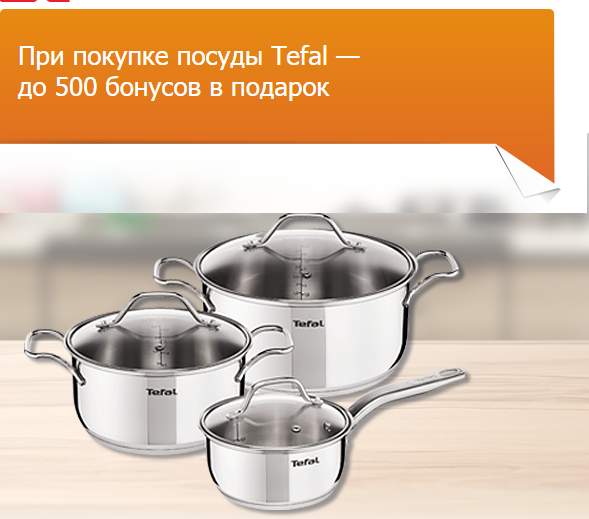 При покупке посуды Tefal —
до 500 бонусов в подарок
Tefal
Tefal
Tefal